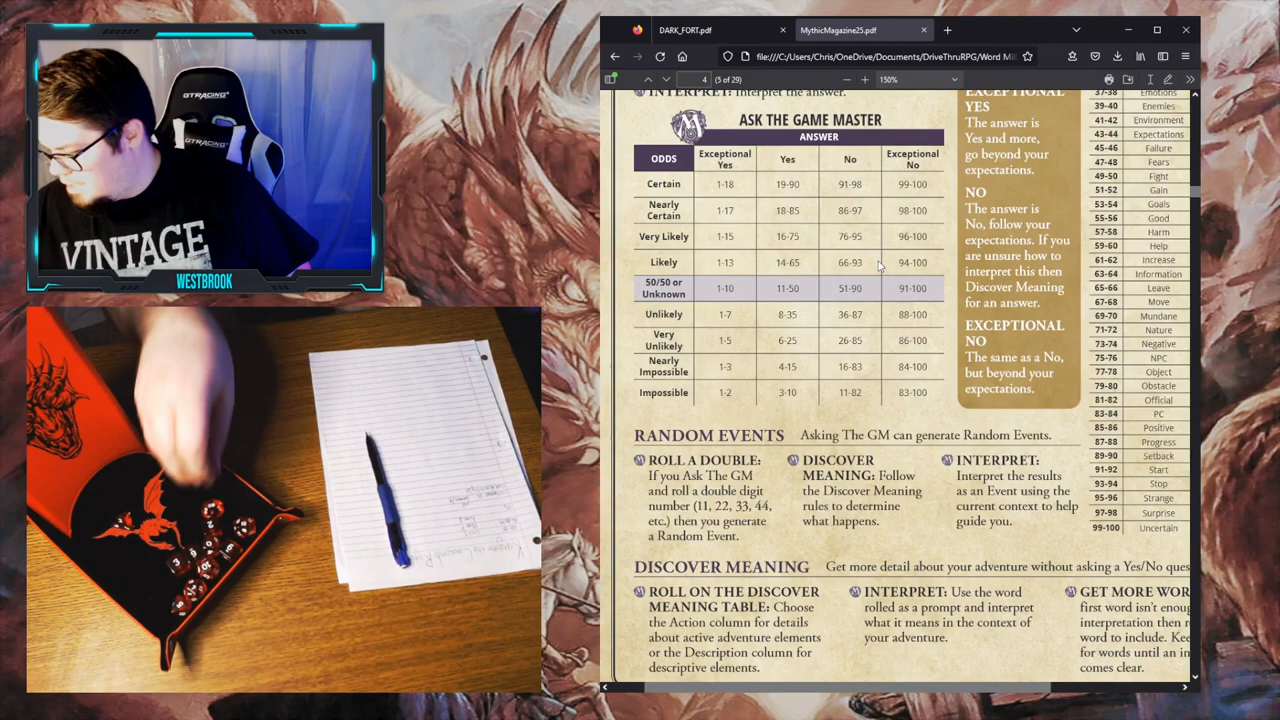 GTRACING
GTRACING
VINTAGE
WESTBROOK
DARK_FORT.pdf
MythicMagazine25.pdf
file:///C:/Users/Chris/OneDrive/Documents/DriveThruRPG/Word Mil
4
(5 of 29)
150%
INTERPRET: Interpret the answer.
ASK THE GAME MASTER
ANSWER
ODDS Exceptional Yes Yes No Exceptional No
Certain 1-18 19-90 91-98 99-100
Nearly Certain 1-17 18-85 86-97 98-100
Very Likely 1-15 16-75 76-95 96-100
Likely 1-13 14-65 66-93 94-100
50/50 or Unknown 1-10 11-50 51-90 91-100
Unlikely 1-7 8-35 36-87 88-100
Very Unlikely 1-5 6-25 26-85 86-100
Nearly Impossible 1-3 4-15 16-83 84-100
Impossible 1-2 3-10 11-82 83-100
EXCEPTIONAL
YES
The answer is
Yes and more,
go beyond your
expectations.
NO
The answer is
No, follow your
expectations. If you
are unsure how to
interpret this then
Discover Meaning
for an answer.
EXCEPTIONAL
NO
The same as a No,
but beyond your
expectations.
37-38 Emotions
39-40 Enemies
41-42 Environment
43-44 Expectations
45-46 Failure
47-48 Fears
49-50 Fight
51-52 Gain
53-54 Goals
55-56 Good
57-58 Harm
59-60 Help
61-62 Increase
63-64 Information
65-66 Leave
67-68 Move
69-70 Mundane
71-72 Nature
73-74 Negative
75-76 NPC
77-78 Object
79-80 Obstacle
81-82 Official
83-84 PC
85-86 Positive
87-88 Progress
89-90 Setback
91-92 Start
93-94 Stop
95-96 Strange
97-98 Surprise
99-100 Uncertain
RANDOM EVENTS Asking The GM can generate Random Events.
ROLL A DOUBLE:
If you Ask The GM
and roll a double digit
number (11, 22, 33, 44,
etc.) then you generate
a Random Event.
DISCOVER
MEANING: Follow
the Discover Meaning
rules to determine
what happens.
INTERPRET:
Interpret the results
as an Event using the
current context to help
guide you.
DISCOVER MEANING Get more detail about your adventure without asking a Yes/No ques
ROLL ON THE DISCOVER
MEANING TABLE: Choose
the Action column for details
about active adventure elements
or the Description column for
descriptive elements.
INTERPRET: Use the word
rolled as a prompt and interpret
what it means in the context of
your adventure.
GET MORE WOR
first word isn't enoug
interpretation then r
word to include. Kee
for words until an in
comes clear.